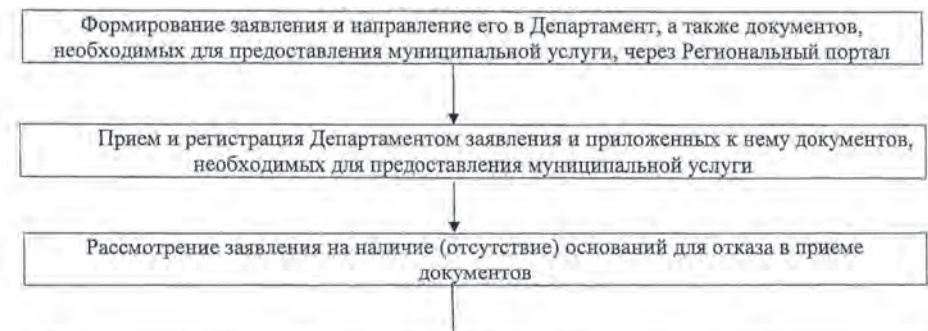 Формирование заявления и направление его в Департамент, а также документов,
необходимых для предоставления муниципальной услуги, через Региональный портал
Прием и регистрация Департаментом заявления и приложенных к нему документов,
необходимых для предоставления муниципальной услуги
Рассмотрение заявления на наличие (отсутствие) оснований для отказа в приеме
документов